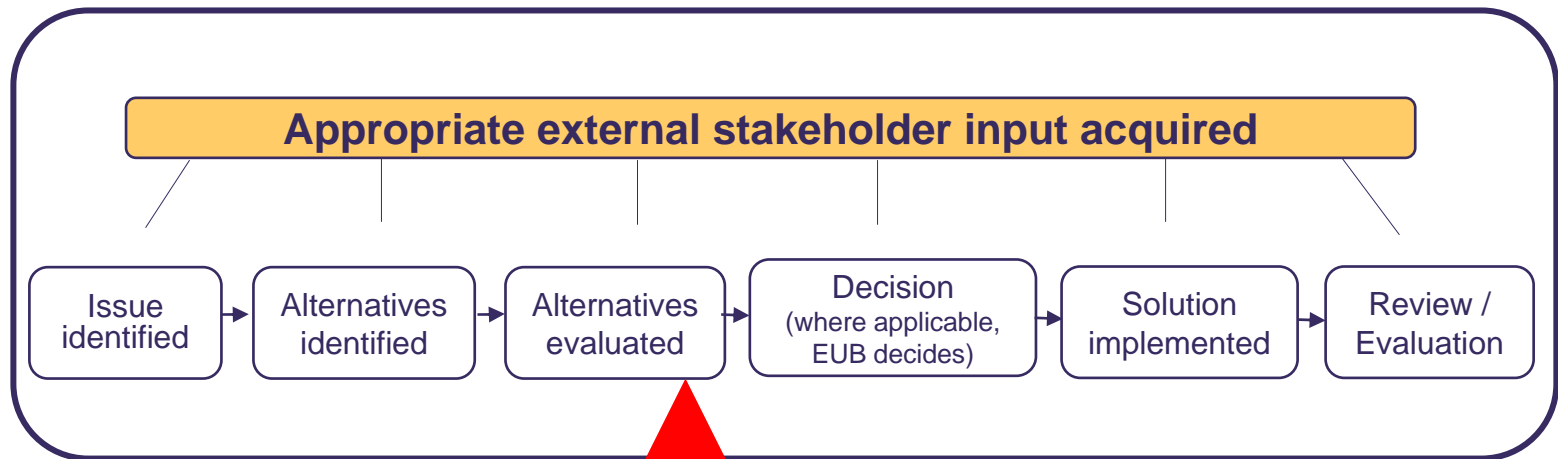 Appropriate external stakeholder input acquired
Issue
identified
Alternatives
identified
Alternatives
evaluated
Decision
(where applicable,
EUB decides)
Solution
implemented
Review /
Evaluation